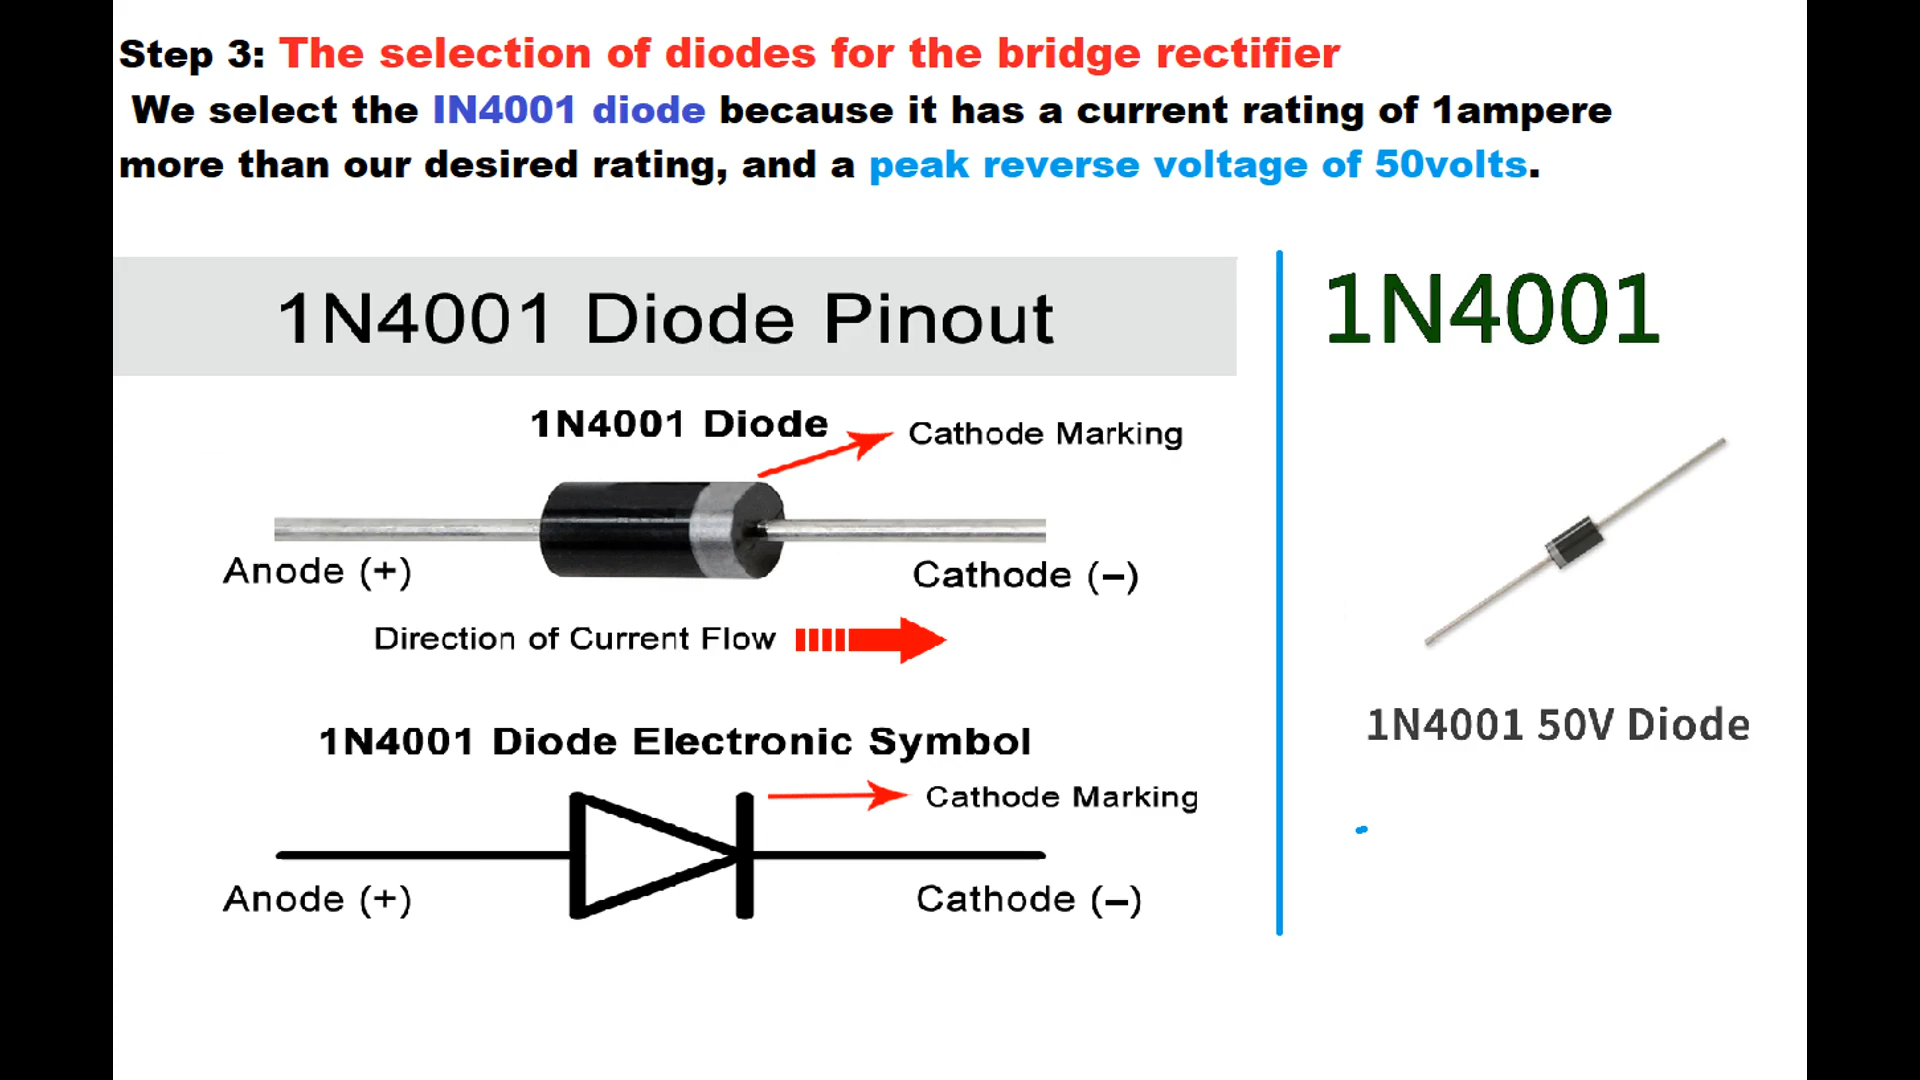 Step 3: The selection of diodes for the bridge rectifier
We select the IN4001 diode because it has a current rating of 1ampere
more than our desired rating, and a peak reverse voltage of 50volts.
1N4001 Diode Pinout
1N4001 Diode
Cathode Marking
Anode (+)
Cathode (–)
Direction of Current Flow
1N4001 Diode Electronic Symbol
Cathode Marking
Anode (+)
Cathode (–)
1N4001
1N4001 50V Diode